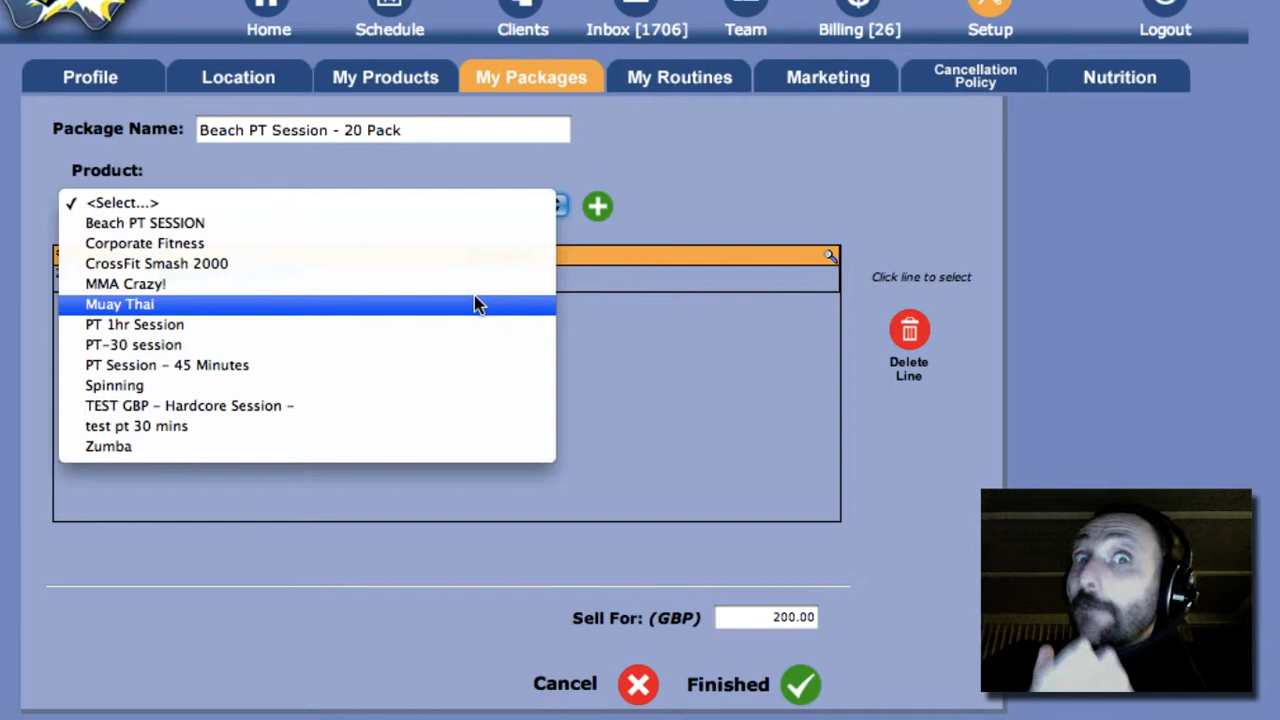 Home Schedule Clients Inbox [1706] Team Billing [26] Setup Logout
Profile Location My Products My Packages My Routines Marketing Cancellation Policy Nutrition
Package Name: Beach PT Session - 20 Pack
Product:
✓ <Select...>
Beach PT SESSION
Corporate Fitness
CrossFit Smash 2000
MMA Crazy!
Muay Thai
PT 1hr Session
PT-30 session
PT Session - 45 Minutes
Spinning
TEST GBP - Hardcore Session -
test pt 30 mins
Zumba
Click line to select
Delete
Line
Sell For: (GBP) 200.00
Cancel Finished